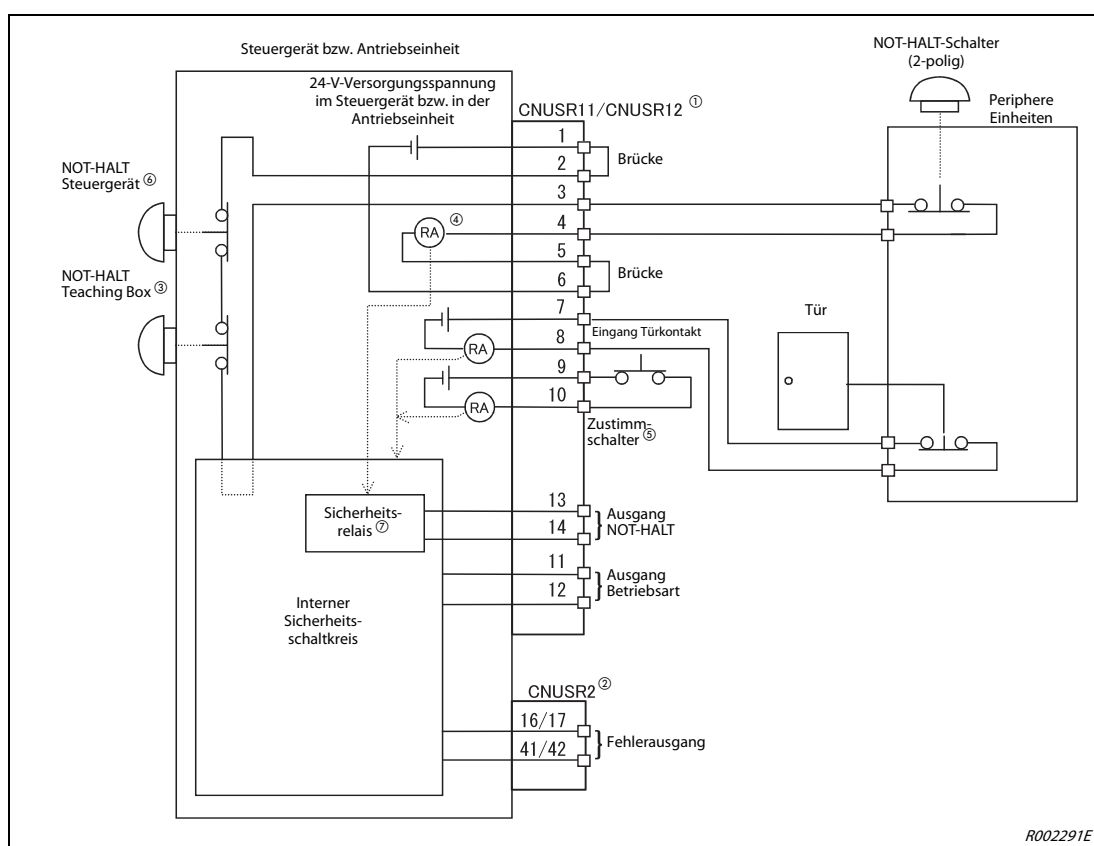 Steuergerät bzw. Antriebseinheit
NOT-HALT-Schalter
(2-polig)
24-V-Versorgungsspannung
im Steuergerät bzw. in der
Antriebseinheit
CNUSR11/CNUSR12 ①
Periphere
Einheiten
1
2
Brücke
3
NOT-HALT
Steuergerät ⑥
4
RA ④
5
6
Brücke
NOT-HALT
Teaching Box ③
7
Eingang Türkontakt
Tür
8
RA
9
10
RA
Zustimm-
schalter ⑤
13
14
Ausgang
NOT-HALT
Sicherheits-
relais ⑦
11
12
Ausgang
Betriebsart
Interner
Sicherheits-
schaltkreis
CNUSR2 ②
16/17
41/42
Fehlerausgang
R002291E